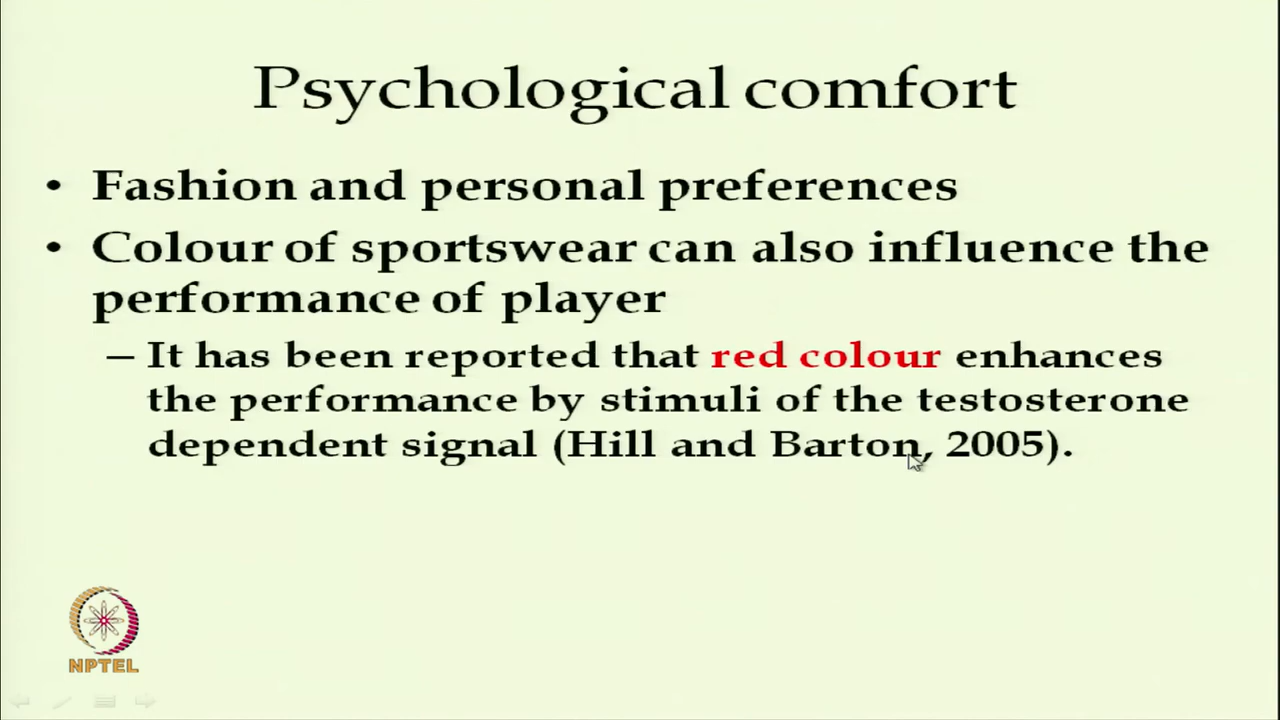 Psychological comfort
• Fashion and personal preferences
• Colour of sportswear can also influence the
performance of player
– It has been reported that red colour enhances
the performance by stimuli of the testosterone
dependent signal (Hill and Barton, 2005).
NPTEL